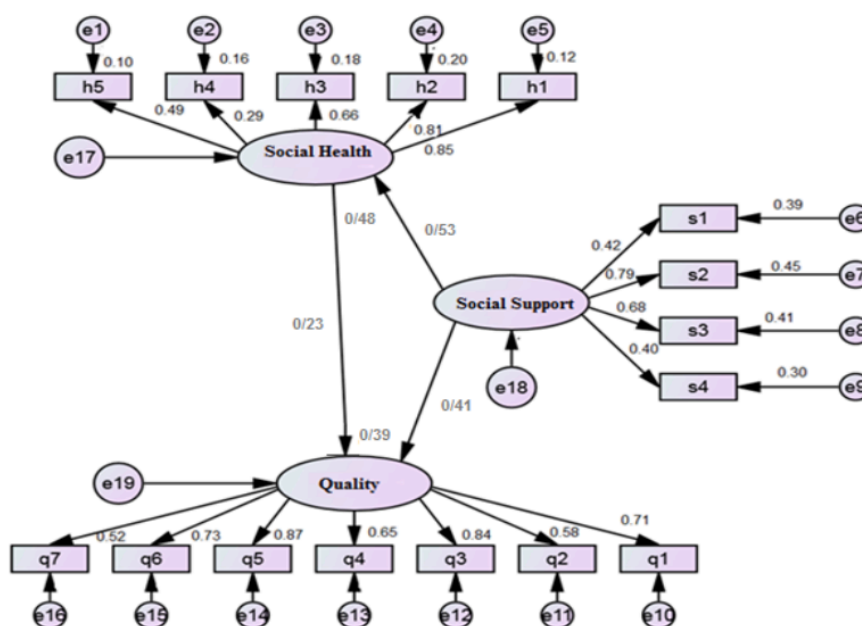 e1 e2 e3 e4 e5
0.10 0.16 0.18 0.20 0.12
h5 h4 h3 h2 h1
0.49 0.29 0.66 0.81 0.85
e17
Social Health
0/48
0/53
0.42 s1 0.39 e6
0.79 s2 0.45 e7
0.68 s3 0.41 e8
0.40 s4 0.30 e9
Social Support
0/23
e18
0/41
0/39
e19
Quality
0.52 0.73 0.87 0.65 0.84 0.58 0.71
q7 q6 q5 q4 q3 q2 q1
e16 e15 e14 e13 e12 e11 e10